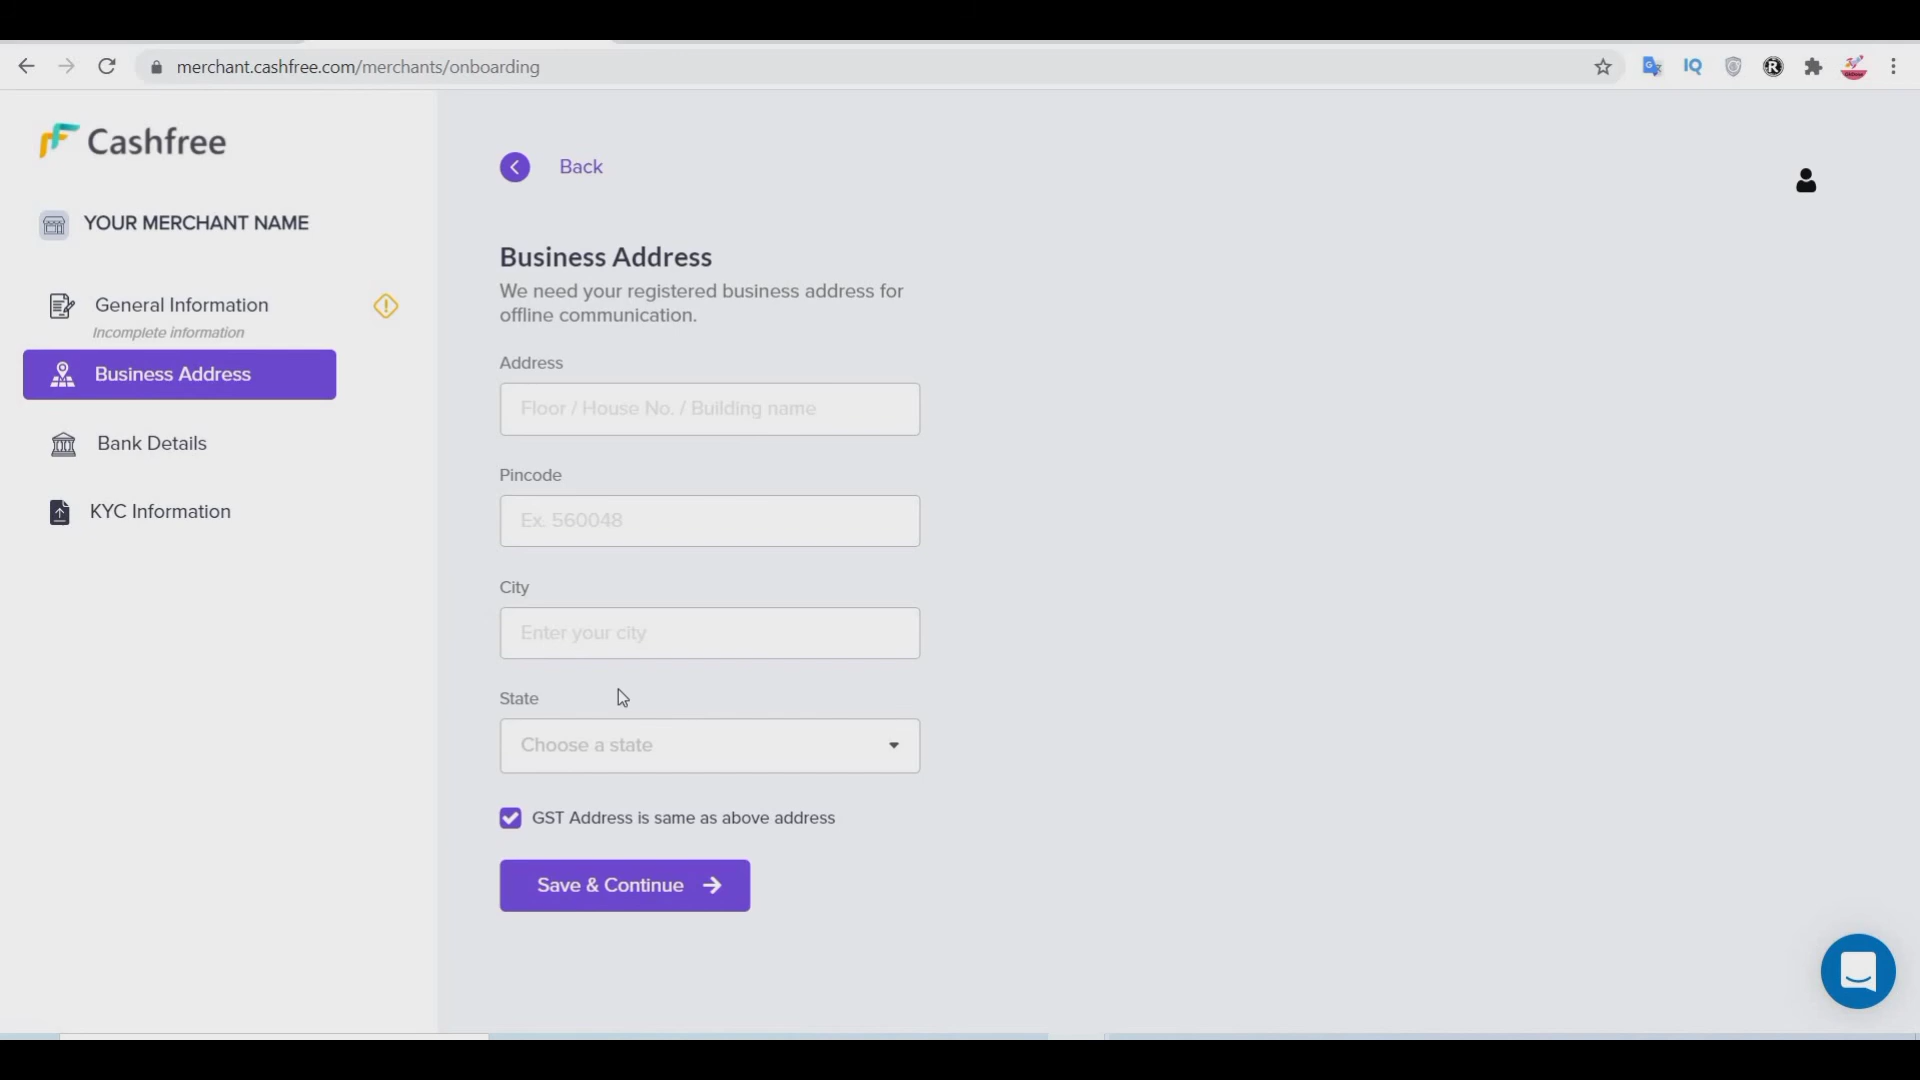 merchant.cashfree.com/merchants/onboarding
IQ
Cashfree
Back
YOUR MERCHANT NAME
Business Address
We need your registered business address for
offline communication.
General Information
Incomplete information
Business Address
Bank Details
KYC Information
Address
Floor / House No. / Building name
Pincode
Ex. 560048
City
Enter your city
State
Choose a state
GST Address is same as above address
Save & Continue